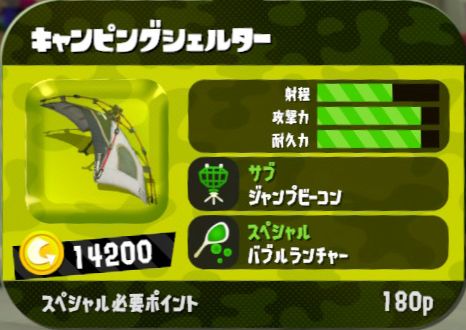 キャンピングシェルター
射程
攻撃力
耐久力
サブ
ジャンプビーコン
スペシャル
バブルランチャー
14200
スペシャル必要ポイント 180p